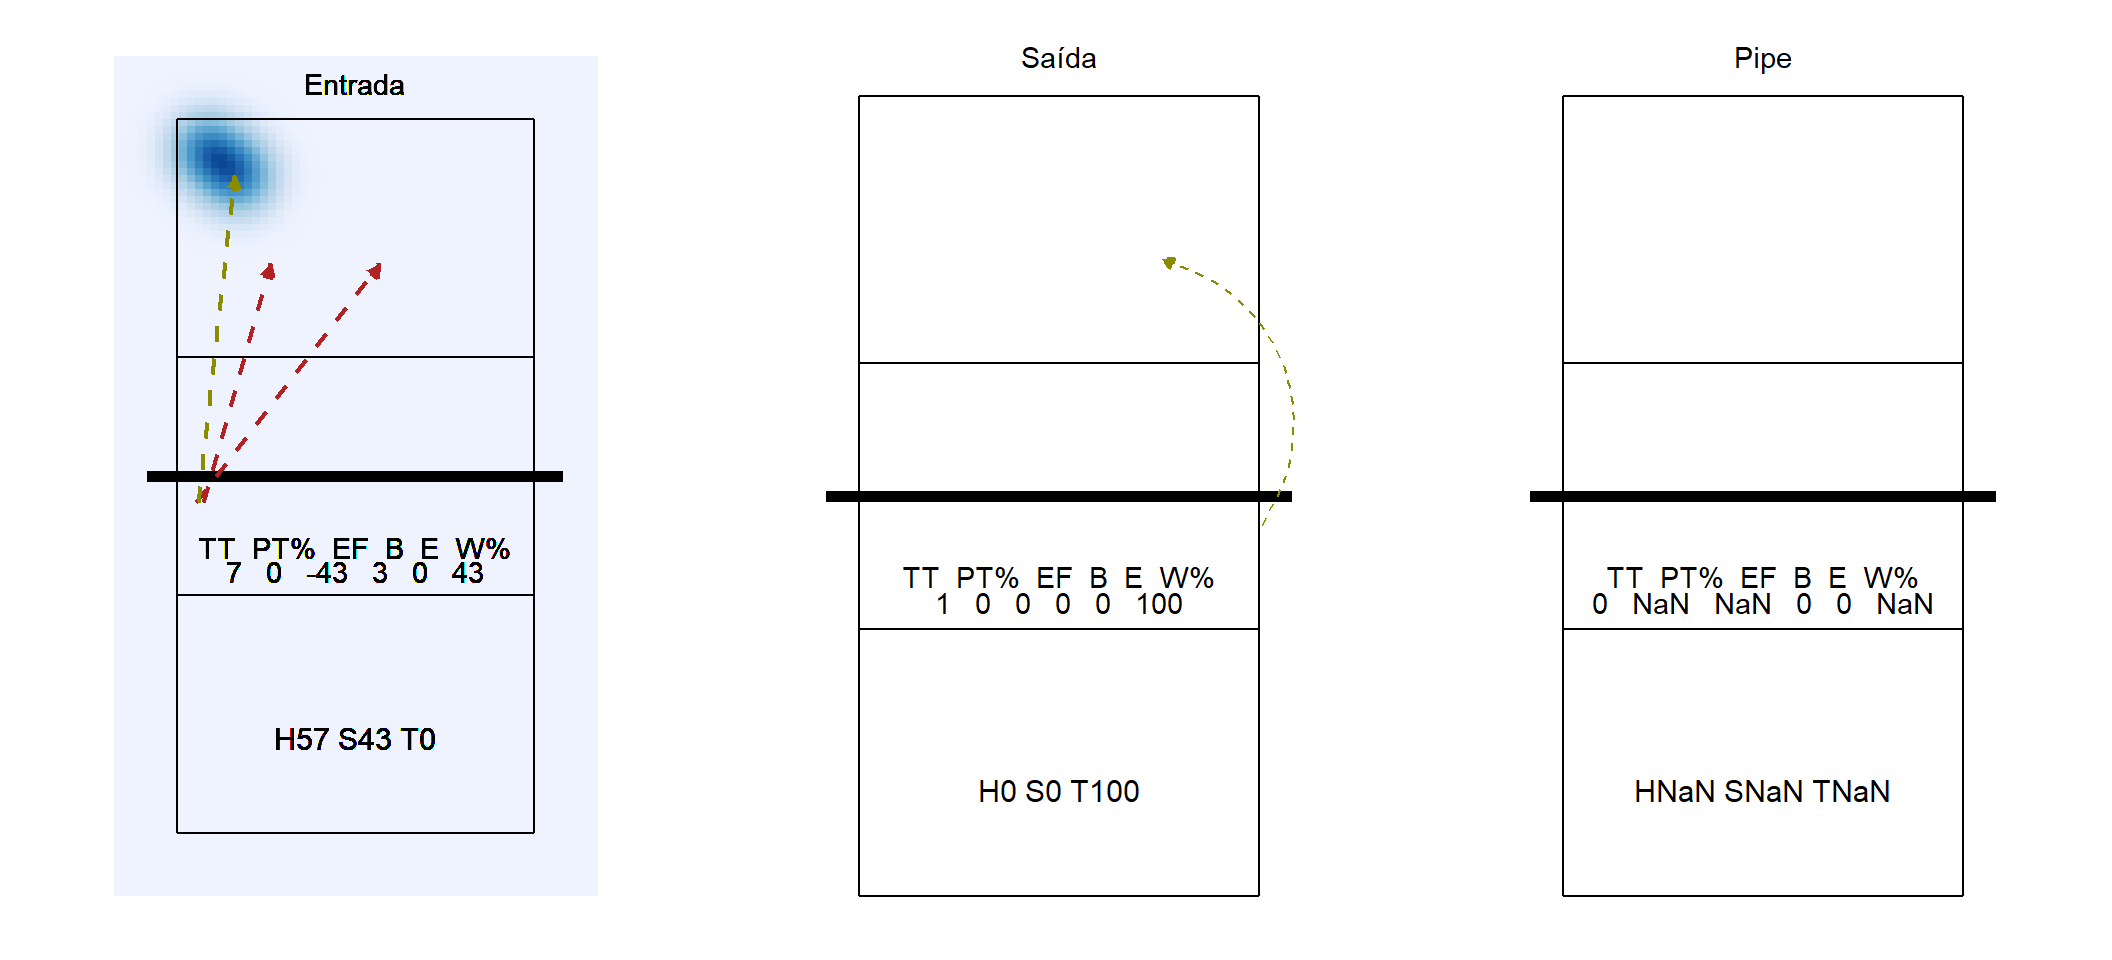 Entrada
TT PT% EF B E W%
7 0 -43 3 0 43
H57 S43 T0
Saída
TT PT% EF B E W%
1 0 0 0 0 100
H0 S0 T100
Pipe
TT PT% EF B E W%
0 NaN NaN 0 0 NaN
HNaN SNaN TNaN